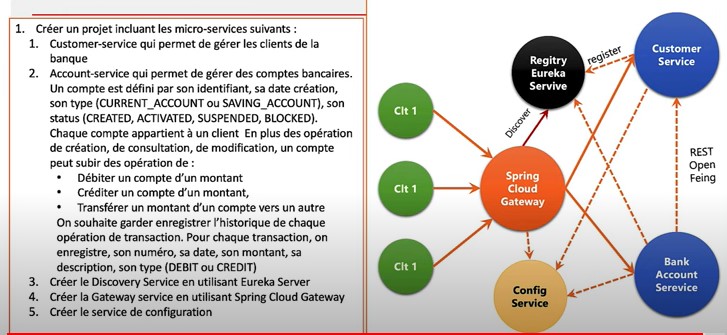 1. Créer un projet incluant les micro-services suivants :
1. Customer-service qui permet de gérer les clients de la
banque
2. Account-service qui permet de gérer des comptes bancaires.
Un compte est défini par son identifiant, sa date création,
son type (CURRENT_ACCOUNT ou SAVING_ACCOUNT), son
status (CREATED, ACTIVATED, SUSPENDED, BLOCKED).
Chaque compte appartient à un client En plus des opération
de création, de consultation, de modification, un compte
peut subir des opération de :
• Débiter un compte d'un montant
• Créditer un compte d'un montant,
• Transférer un montant d'un compte vers un autre
On souhaite garder enregistrer l'historique de chaque
opération de transaction. Pour chaque transaction, on
enregistre, son numéro, sa date, son montant, sa
description, son type (DEBIT ou CREDIT)
3. Créer le Discovery Service en utilisant Eureka Server
4. Créer la Gateway service en utilisant Spring Cloud Gateway
5. Créer le service de configuration
Regitry
Eureka
Servive
register
Customer
Service
Clt 1
Discover
Clt 1
Spring
Cloud
Gateway
REST
Open
Feing
Clt 1
Config
Service
Bank
Account
Serevice